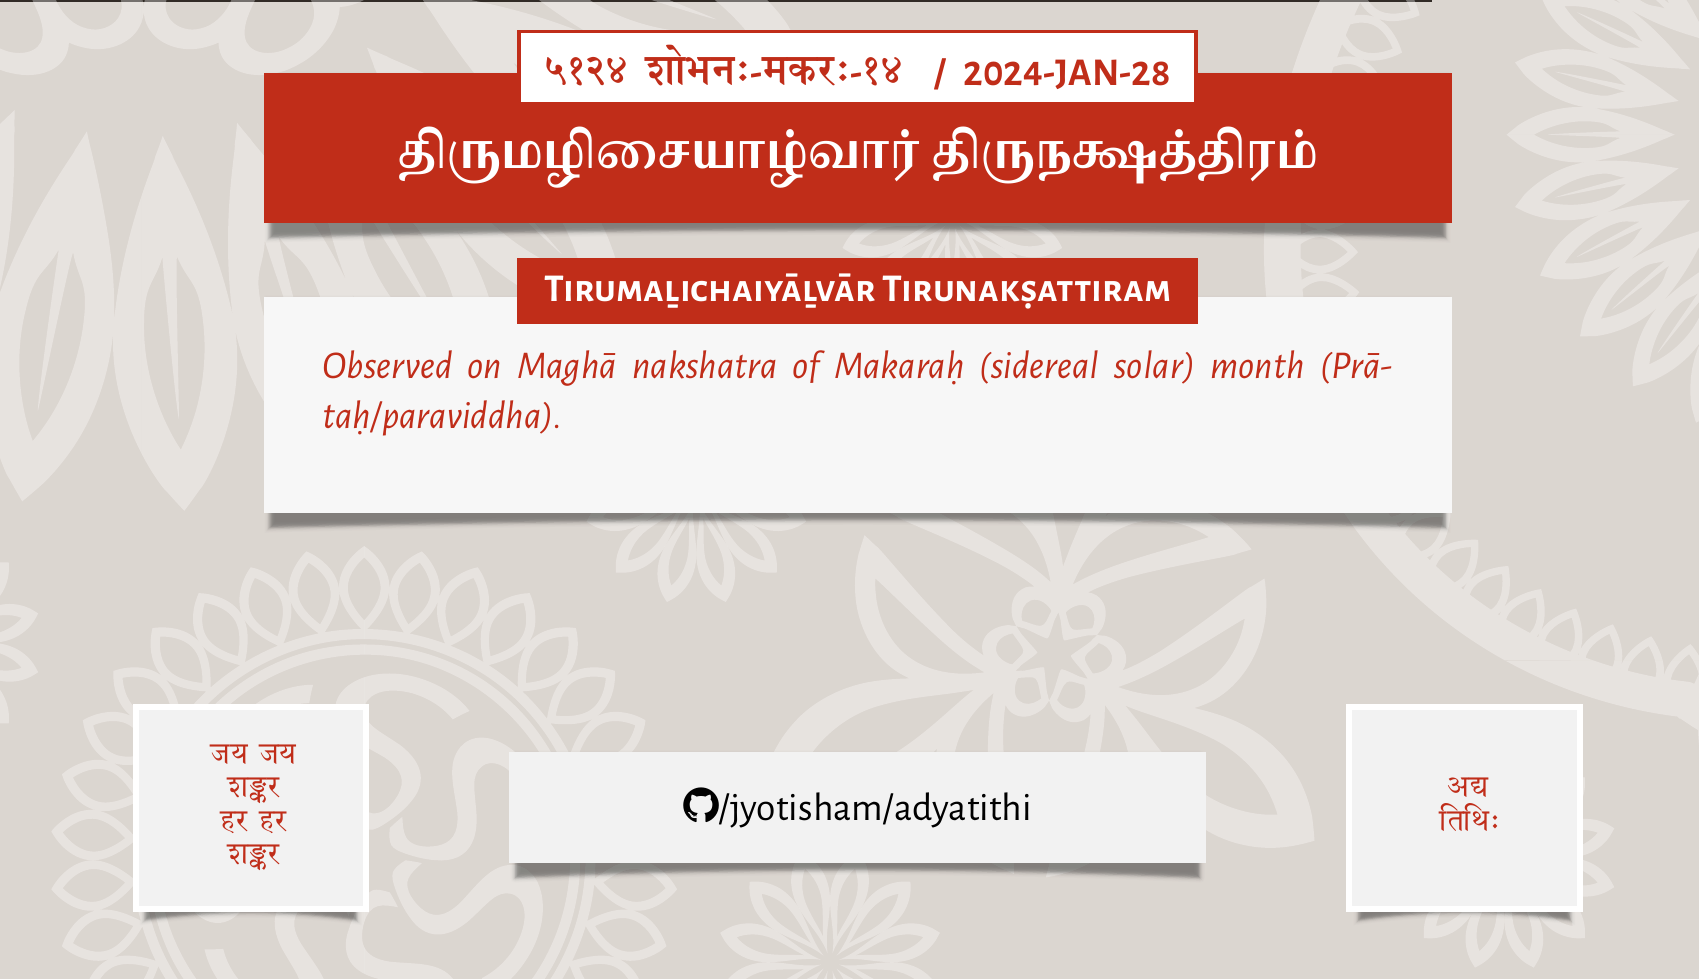 ५१२४ शोभनः-मकरः-१४ / 2024-JAN-28
திருமழிசையாழ்வார் திருநக்ஷத்திரம்
Tirumaḻichaiyāḻvār Tirunakṣattiram
Observed on Maghā nakshatra of Makaraḥ (sidereal solar) month (Prā-
taḥ/paraviddha).
जय जय
शङ्कर
हर हर
शङ्कर
/jyotisham/adyatithi
अद्य
तिथिः